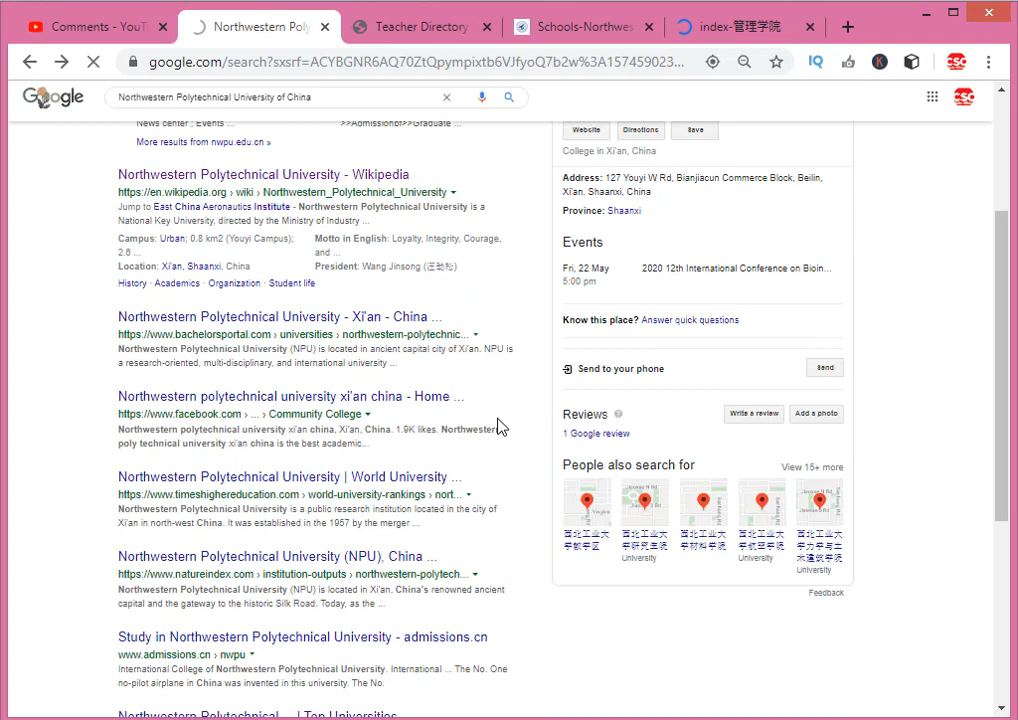 Comments - YouT
Northwestern Poly
Teacher Directory
Schools-Northwes
index-管理学院
google.com/search?sxsrf=ACYBGNR6AQ70ZtQpympixtb6VJfyoQ7b2w%3A157459023...
IQ
K
CSC
Google
Northwestern Polytechnical University of China
CSC
News center ; Events ...
>>Admissionbf>>Graduate ...
More results from nwpu.edu.cn »
Northwestern Polytechnical University - Wikipedia
https://en.wikipedia.org › wiki › Northwestern_Polytechnical_University
Jump to East China Aeronautics Institute - Northwestern Polytechnical University is a
National Key University, directed by the Ministry of Industry ...
Campus: Urban; 0.8 km2 (Youyi Campus);
2.6 ...
Motto in English: Loyalty, Integrity, Courage,
and ...
Location: Xi'an, Shaanxi, China
President: Wang Jinsong (汪劲松)
History · Academics · Organization · Student life
Northwestern Polytechnical University - Xi'an - China ...
https://www.bachelorsportal.com › universities › northwestern-polytechnic...
Northwestern Polytechnical University (NPU) is located in ancient capital city of Xi'an. NPU is
a research-oriented, multi-disciplinary, and international university ...
Northwestern polytechnical university xi'an china - Home ...
https://www.facebook.com › ... › Community College
Northwestern polytechnical university xi'an china, Xi'an, China. 1.9K likes. Northwestern
poly technical university xi'an china is the best academic...
Northwestern Polytechnical University | World University ...
https://www.timeshighereducation.com › world-university-rankings › nort...
Northwestern Polytechnical University is a public research institution located in the city of
Xi'an in north-west China. It was established in the 1957 by the merger ...
Northwestern Polytechnical University (NPU), China ...
https://www.natureindex.com › institution-outputs › northwestern-polytech...
Northwestern Polytechnical University (NPU) is located in Xi'an, China's renowned ancient
capital and the gateway to the historic Silk Road. Today, as the ...
Study in Northwestern Polytechnical University - admissions.cn
www.admissions.cn › nwpu
International College of Northwestern Polytechnical University. International ... The No. One
no-pilot airplane in China was invented in this university. The No.
Northwestern Polytechnical ... | Top Universities
Website
Directions
Save
College in Xi'an, China
Address: 127 Youyi W Rd, Bianjiacun Commerce Block, Beilin,
Xi'an, Shaanxi, China
Province: Shaanxi
Events
Fri, 22 May
5:00 pm
2020 12th International Conference on Bioin...
Know this place? Answer quick questions
Send to your phone
Send
Reviews
Write a review
Add a photo
1 Google review
People also search for
View 15+ more
西北工业大
学教学区
西北工业大
学研究生院
University
西北工业大
学材料学院
西北工业大
学航空学院
University
西北工业大
学力学与土
木建筑学院
University
Feedback